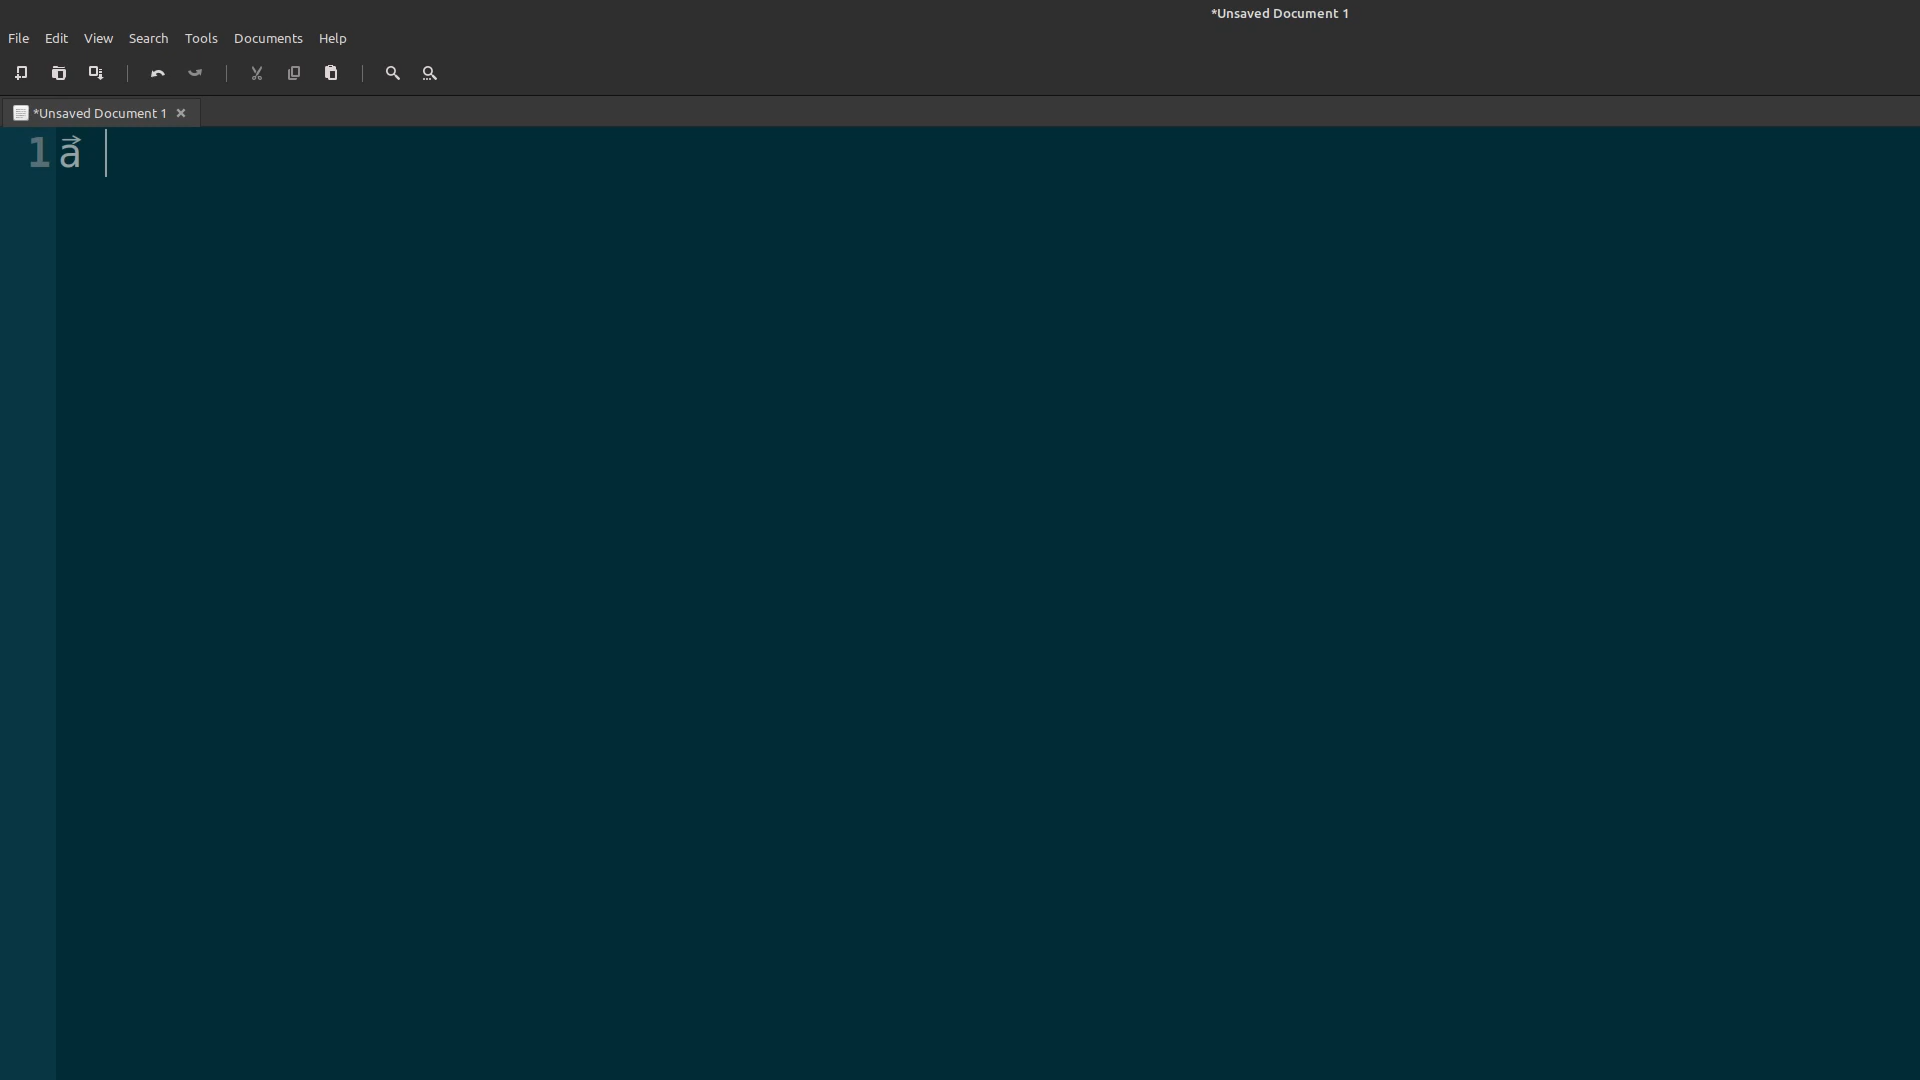 *Unsaved Document 1
File Edit View Search Tools Documents Help
*Unsaved Document 1
1 a⃗